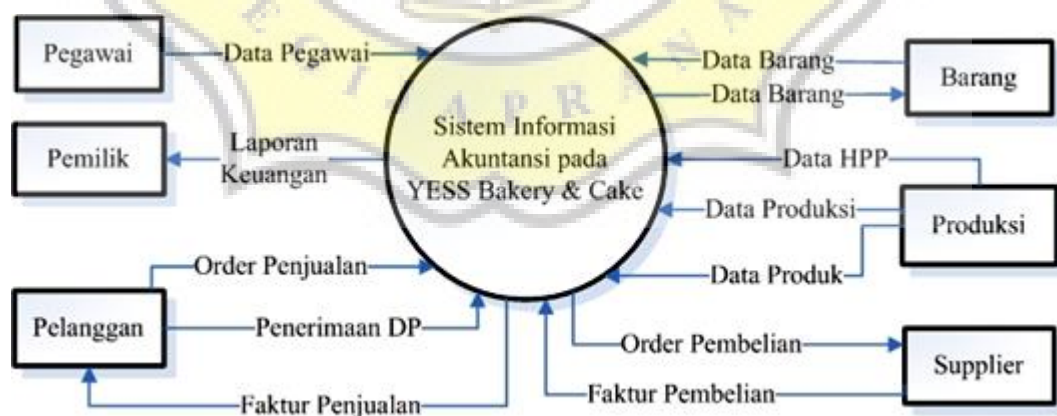 Pegawai
Data Pegawai
Pemilik
Laporan
Keuangan
Pelanggan
Order Penjualan
Penerimaan DP
Faktur Penjualan
Sistem Informasi
Akuntansi pada
YESS Bakery & Cake
Data Barang
Data Barang
Barang
Data HPP
Data Produksi
Data Produk
Produksi
Order Pembelian
Faktur Pembelian
Supplier